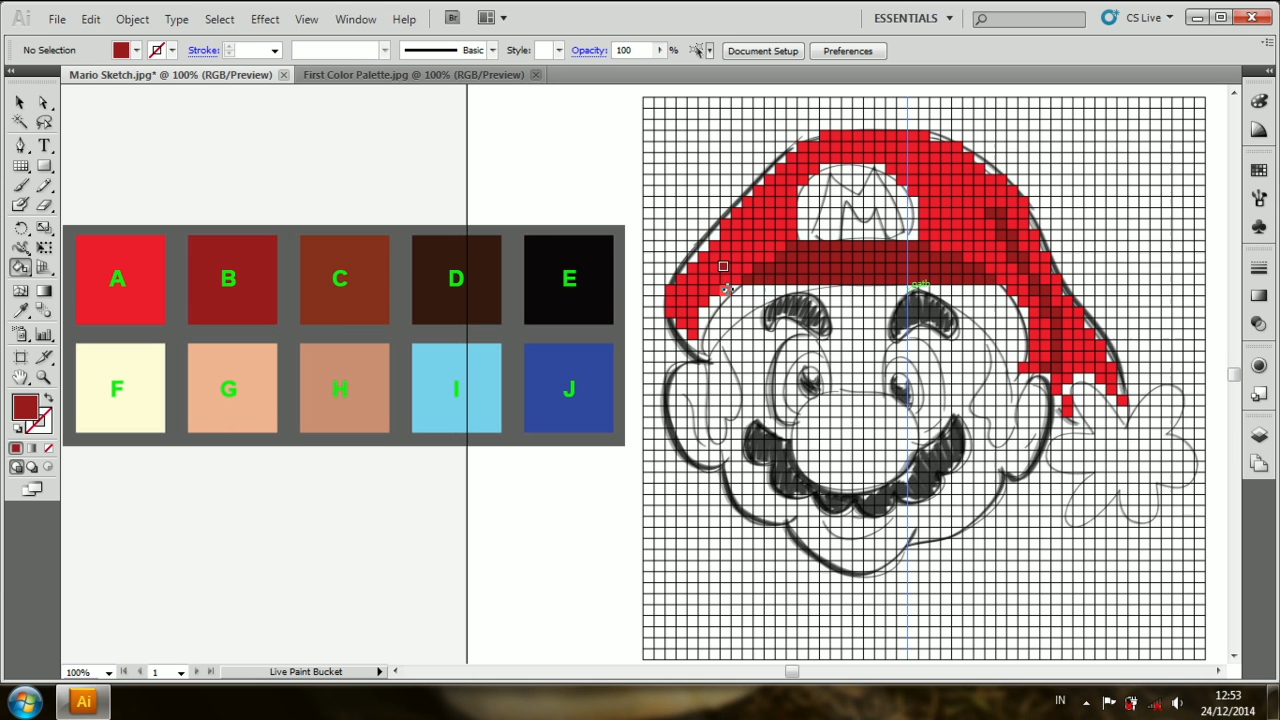 Ai File Edit Object Type Select Effect View Window Help Br ESSENTIALS CS Live
No Selection Stroke: Basic Style: Opacity: 100 % Document Setup Preferences
Mario Sketch.jpg* @ 100% (RGB/Preview) First Color Palette.jpg @ 100% (RGB/Preview)
M
A B C D E
path
F G H I J
100% 1 Live Paint Bucket
Ai IN 12:53
24/12/2014